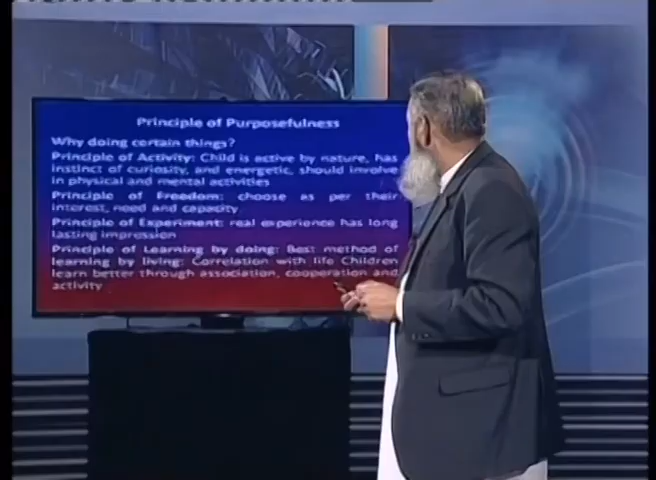 Principle of Purposefulness
Why doing certain things?
Principle of Activity: Child is active by nature, has
instinct of curiosity, and energetic, should involve
in physical and mental activities
Principle of Freedom: choose as per their
interest, need and capacity
Principle of Experiment: real experience has long
lasting impression
Principle of Learning by Doing: Best method of
learning by living: Correlation with life Children
learn better through association, cooperation and
activity